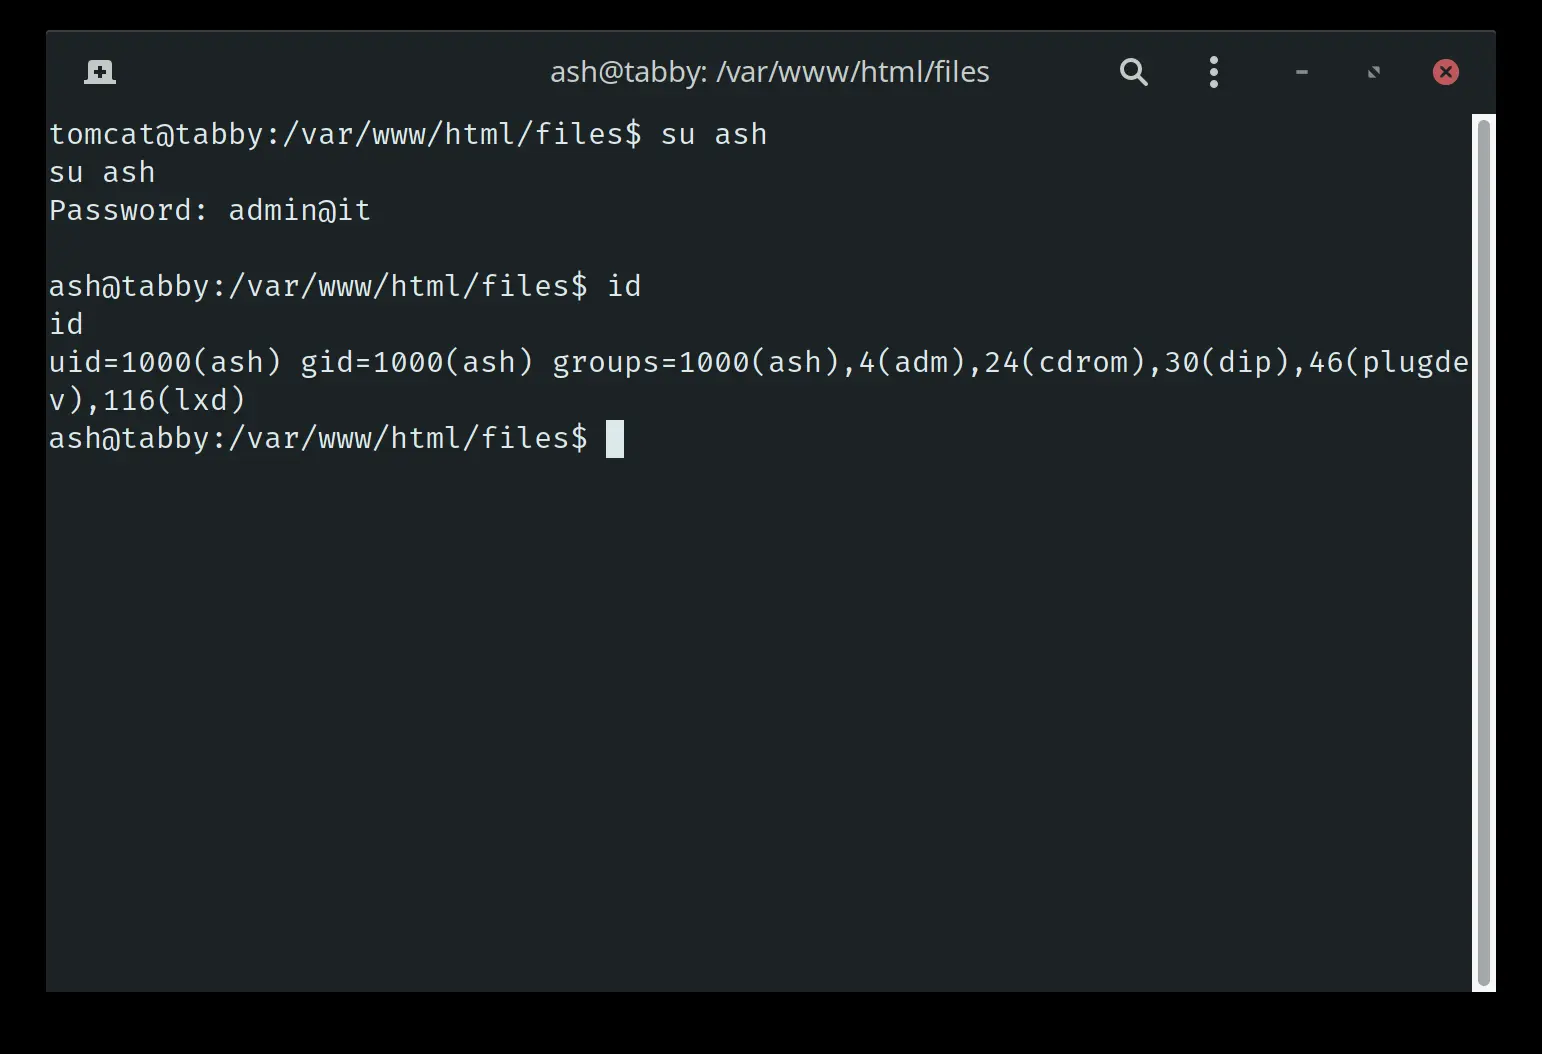 ash@tabby: /var/www/html/files
tomcat@tabby:/var/www/html/files$ su ash
su ash
Password: admin@it
ash@tabby:/var/www/html/files$ id
id
uid=1000(ash) gid=1000(ash) groups=1000(ash),4(adm),24(cdrom),30(dip),46(plugde
v),116(lxd)
ash@tabby:/var/www/html/files$